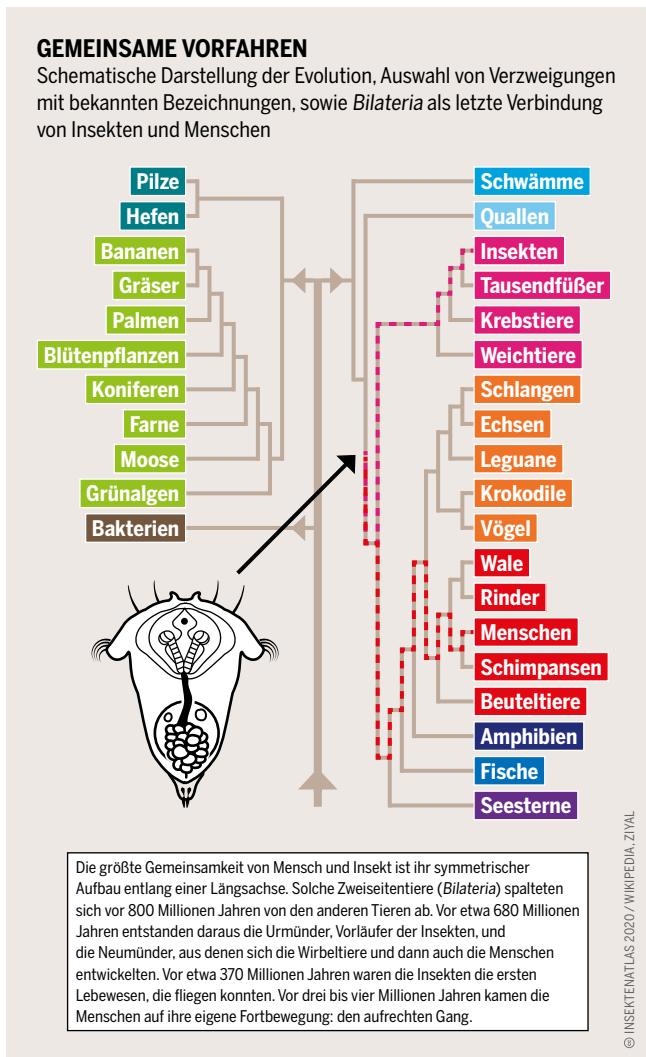 GEMEINSAME VORFAHREN
Schematische Darstellung der Evolution, Auswahl von Verzweigungen
mit bekannten Bezeichnungen, sowie Bilateria als letzte Verbindung
von Insekten und Menschen
Pilze
Hefen
Bananen
Gräser
Palmen
Blütenpflanzen
Koniferen
Farne
Moose
Grünalgen
Bakterien
Schwämme
Quallen
Insekten
Tausendfüßer
Krebstiere
Weichtiere
Schlangen
Echsen
Leguane
Krokodile
Vögel
Wale
Rinder
Menschen
Schimpansen
Beuteltiere
Amphibien
Fische
Seesterne
Die größte Gemeinsamkeit von Mensch und Insekt ist ihr symmetrischer
Aufbau entlang einer Längsachse. Solche Zweiseitentiere (Bilateria) spalteten
sich vor 800 Millionen Jahren von den anderen Tieren ab. Vor etwa 680 Millionen
Jahren entstanden daraus die Urmünder, Vorläufer der Insekten, und
die Neumünder, aus denen sich die Wirbeltiere und dann auch die Menschen
entwickelten. Vor etwa 370 Millionen Jahren waren die Insekten die ersten
Lebewesen, die fliegen konnten. Vor drei bis vier Millionen Jahren kamen die
Menschen auf ihre eigene Fortbewegung: den aufrechten Gang.
INSEKTENATLAS 2020 / WIKIPEDIA, ZIYAL